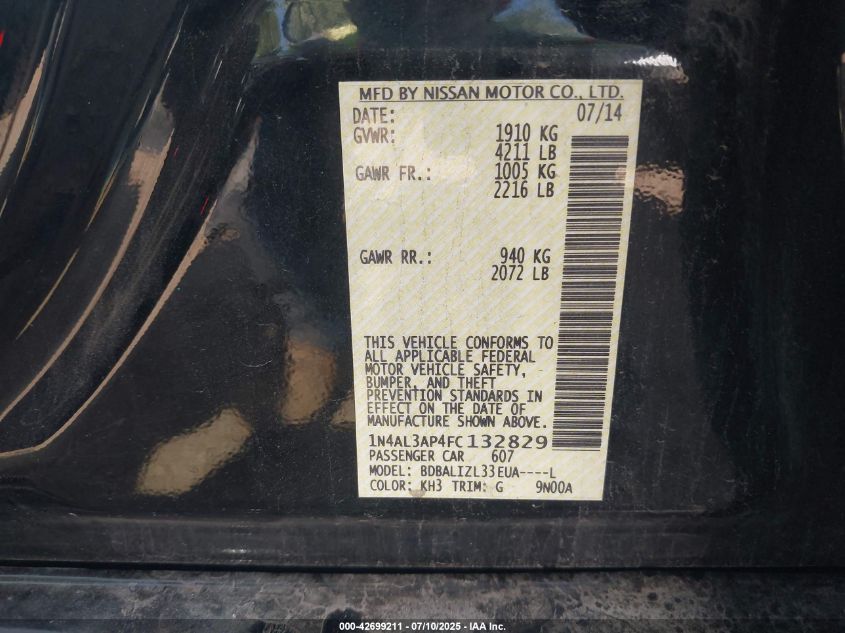 MFD BY NISSAN MOTOR CO., LTD.
DATE: 07/14
GVWR: 1910 KG
4211 LB
GAWR FR.: 1005 KG
2216 LB
GAWR RR.: 940 KG
2072 LB
THIS VEHICLE CONFORMS TO
ALL APPLICABLE FEDERAL
MOTOR VEHICLE SAFETY,
BUMPER, AND THEFT
PREVENTION STANDARDS IN
EFFECT ON THE DATE OF
MANUFACTURE SHOWN ABOVE.
1N4AL3AP4FC132829
PASSENGER CAR 607
MODEL: BDBALIZL33EUA----L
COLOR: KH3 TRIM: G 9N00A
000-42699211 - 07/10/2025 - IAA Inc.